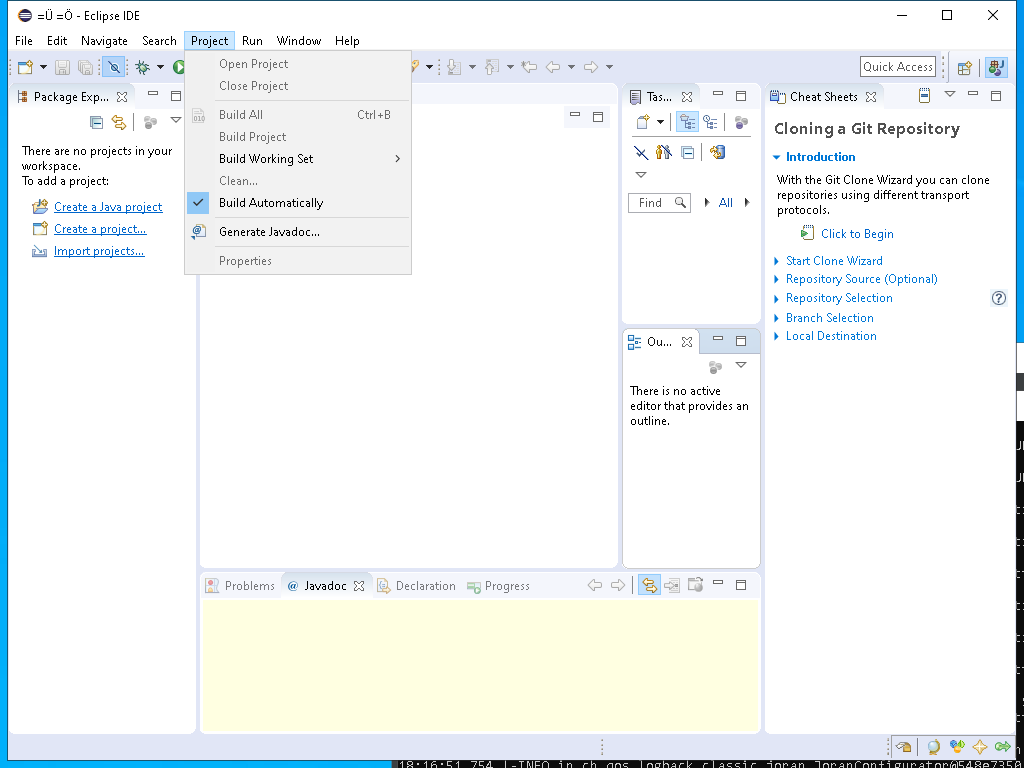 =Ü =Ö - Eclipse IDE
File Edit Navigate Search Project Run Window Help
Quick Access
Open Project
Close Project
Build All Ctrl+B
Build Project
Build Working Set
Clean...
Build Automatically
Generate Javadoc...
Properties
Package Exp...
There are no projects in your
workspace.
To add a project:
Create a Java project
Create a project...
Import projects...
Tas...
Find
All
Ou...
There is no active
editor that provides an
outline.
Cheat Sheets
Cloning a Git Repository
Introduction
With the Git Clone Wizard you can clone
repositories using different transport
protocols.
Click to Begin
Start Clone Wizard
Repository Source (Optional)
Repository Selection
Branch Selection
Local Destination
Problems @ Javadoc Declaration Progress
18:16:51,754 |-INFO in ch.qos.logback.classic.joran.JoranConfigurator@548e7350